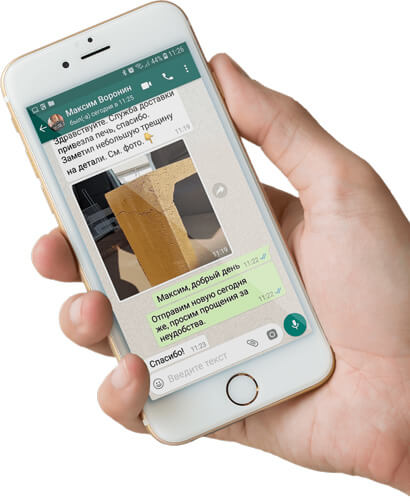 44% 11:26
Максим Воронин
был(-а) сегодня в 11:25
Здравствуйте. Служба доставки
привезла печь, спасибо.
Заметил небольшую трещину
на детали. См. фото. 👇
11:19
11:19
Максим, добрый день
11:22
Отправим новую сегодня
же, просим прощения за
неудобства.
11:22
Спасибо!
11:23
Введите текст